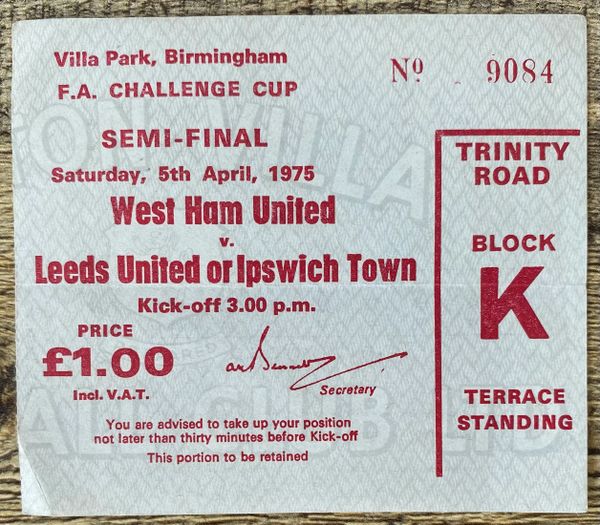 Villa Park, Birmingham
F.A. CHALLENGE CUP
Nº 9084
SEMI-FINAL
Saturday, 5th April, 1975
West Ham United
v.
Leeds United or Ipswich Town
Kick-off 3.00 p.m.
PRICE
£1.00
Incl. V.A.T.
Secretary
You are advised to take up your position
not later than thirty minutes before Kick-off
This portion to be retained
TRINITY
ROAD
BLOCK
K
TERRACE
STANDING